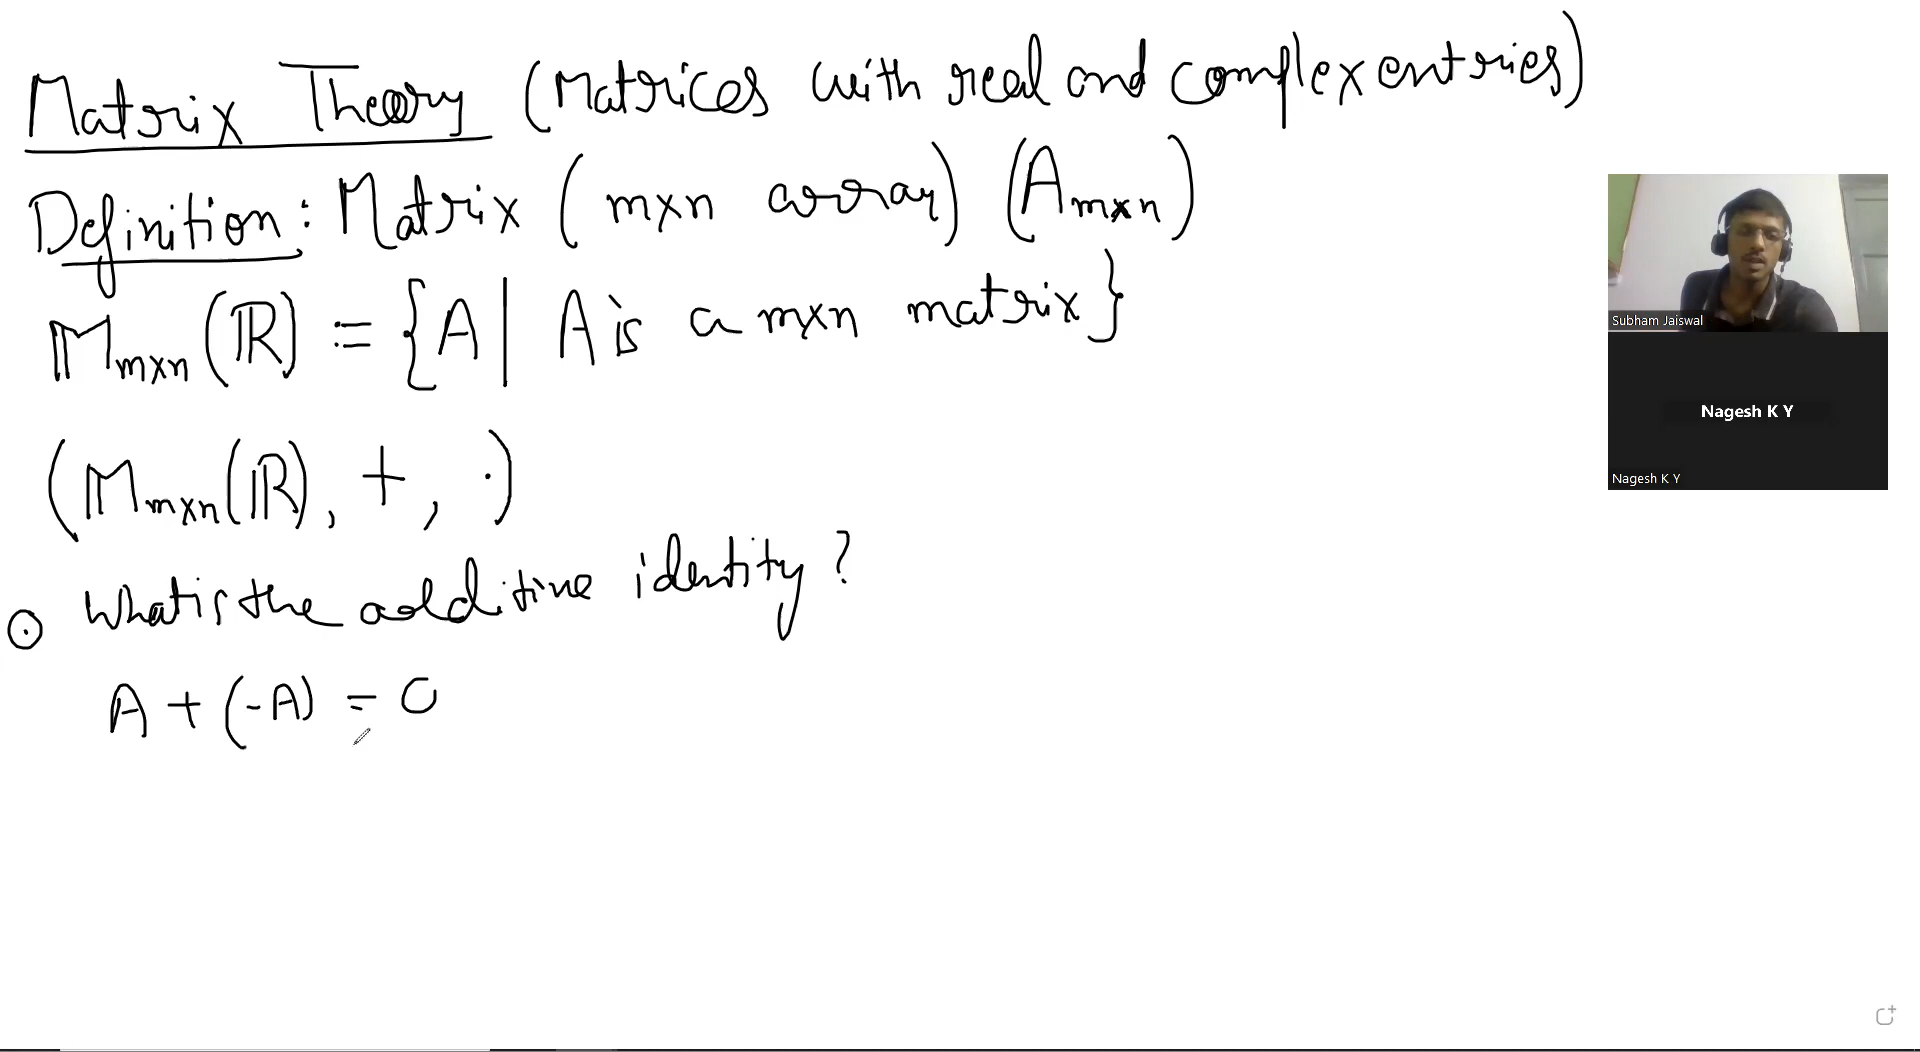 Matrix Theory (Matrices with real and complex entries)
Definition: Matrix (m×n array) (Am×n)
Mm×n(ℝ) := {A | A is a m×n matrix}
(Mm×n(ℝ), +, ·)
⊙ What is the additive identity?
A + (-A) = O
Subham Jaiswal
Nagesh K Y
Nagesh K Y